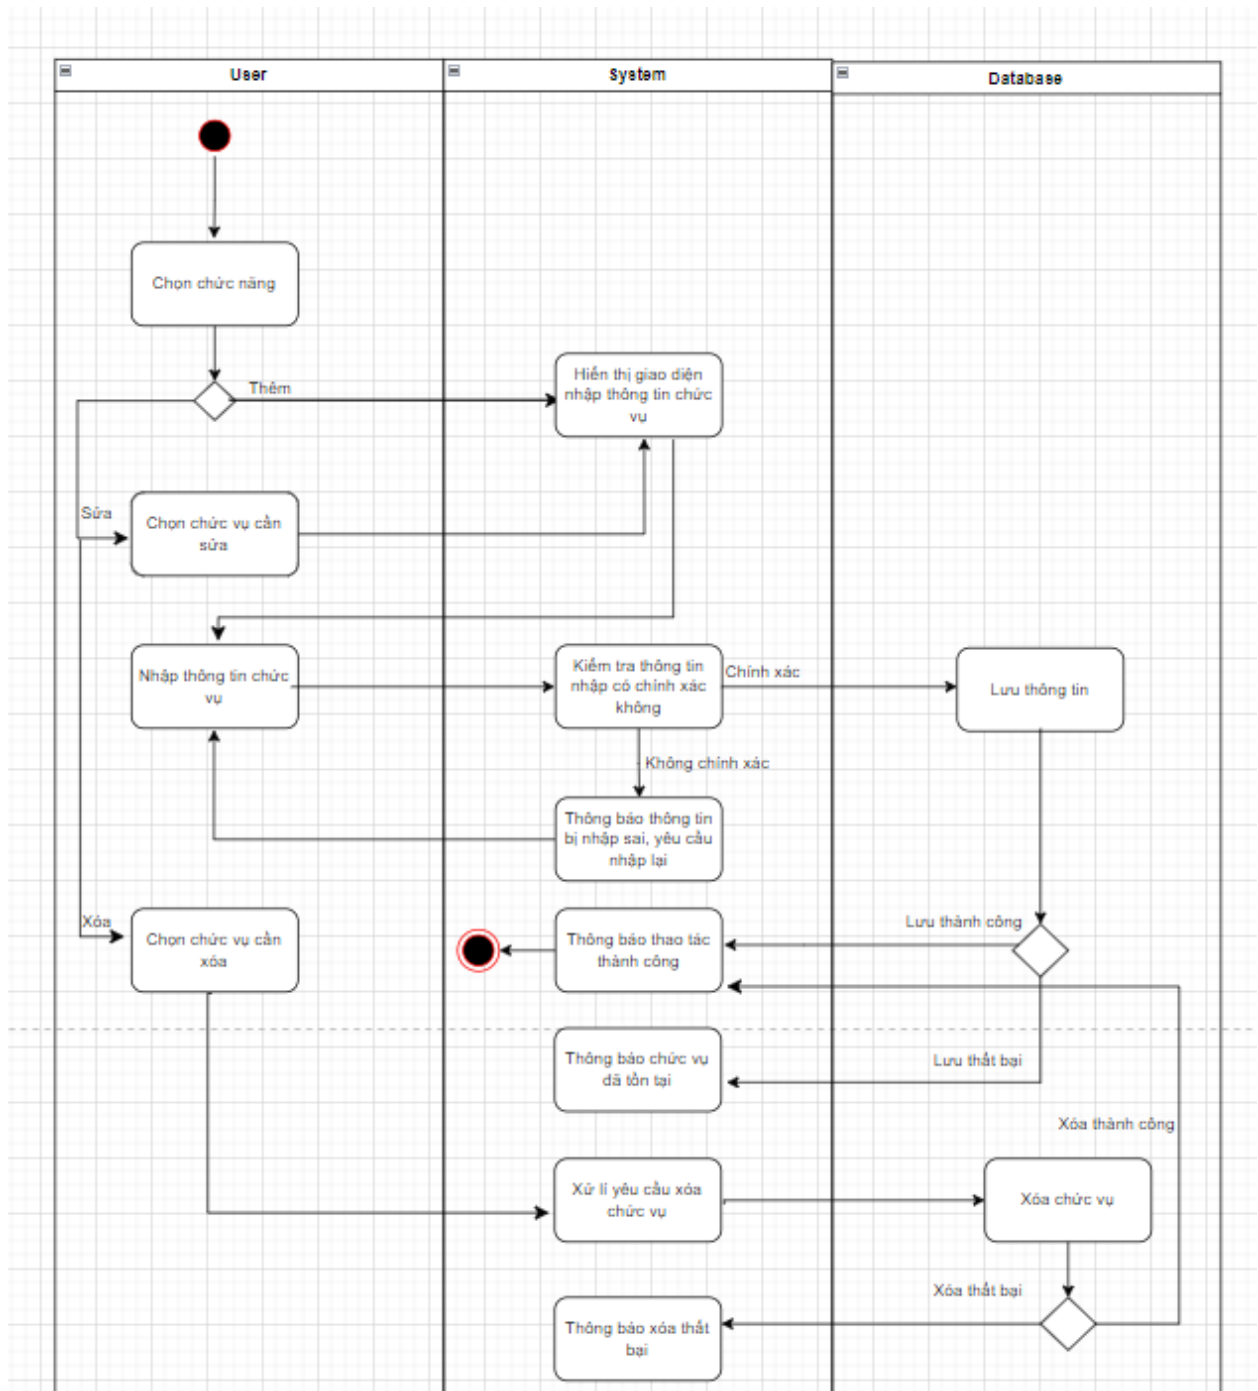 User
System
Database
Chọn chức năng
Thêm
Hiển thị giao diện
nhập thông tin chức
vụ
Sửa
Chọn chức vụ cần
sửa
Nhập thông tin chức
vụ
Kiểm tra thông tin
nhập có chính xác
không
Chính xác
Lưu thông tin
Không chính xác
Thông báo thông tin
bị nhập sai, yêu cầu
nhập lại
Xóa
Chọn chức vụ cần
xóa
Thông báo thao tác
thành công
Lưu thành công
Thông báo chức vụ
đã tồn tại
Lưu thất bại
Xóa thành công
Xử lí yêu cầu xóa
chức vụ
Xóa chức vụ
Xóa thất bại
Thông báo xóa thất
bại